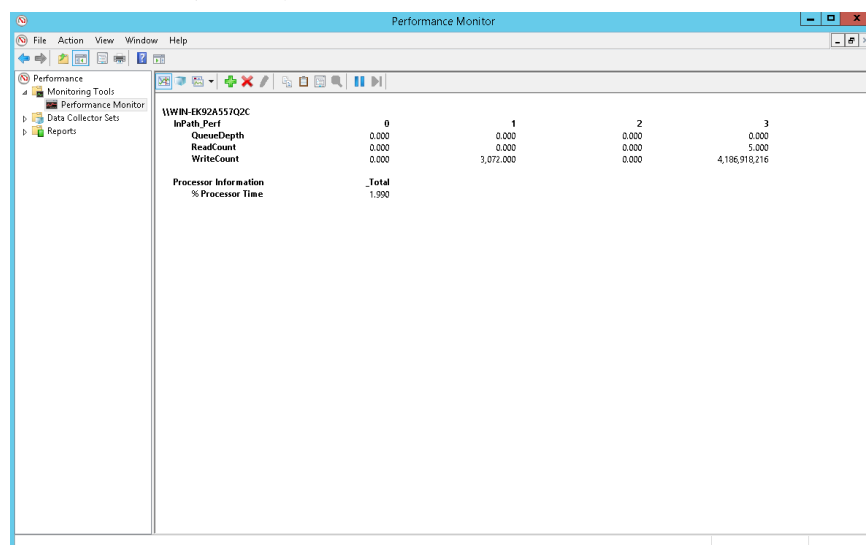 Performance Monitor
File Action View Window Help
Performance
Monitoring Tools
Performance Monitor
Data Collector Sets
Reports
\\WIN-EK92A557Q2C
InPath_Perf 0 1 2 3
QueueDepth 0.000 0.000 0.000 0.000
ReadCount 0.000 0.000 0.000 5.000
WriteCount 0.000 3,072.000 0.000 4,186,918,216
Processor Information _Total
% Processor Time 1.990